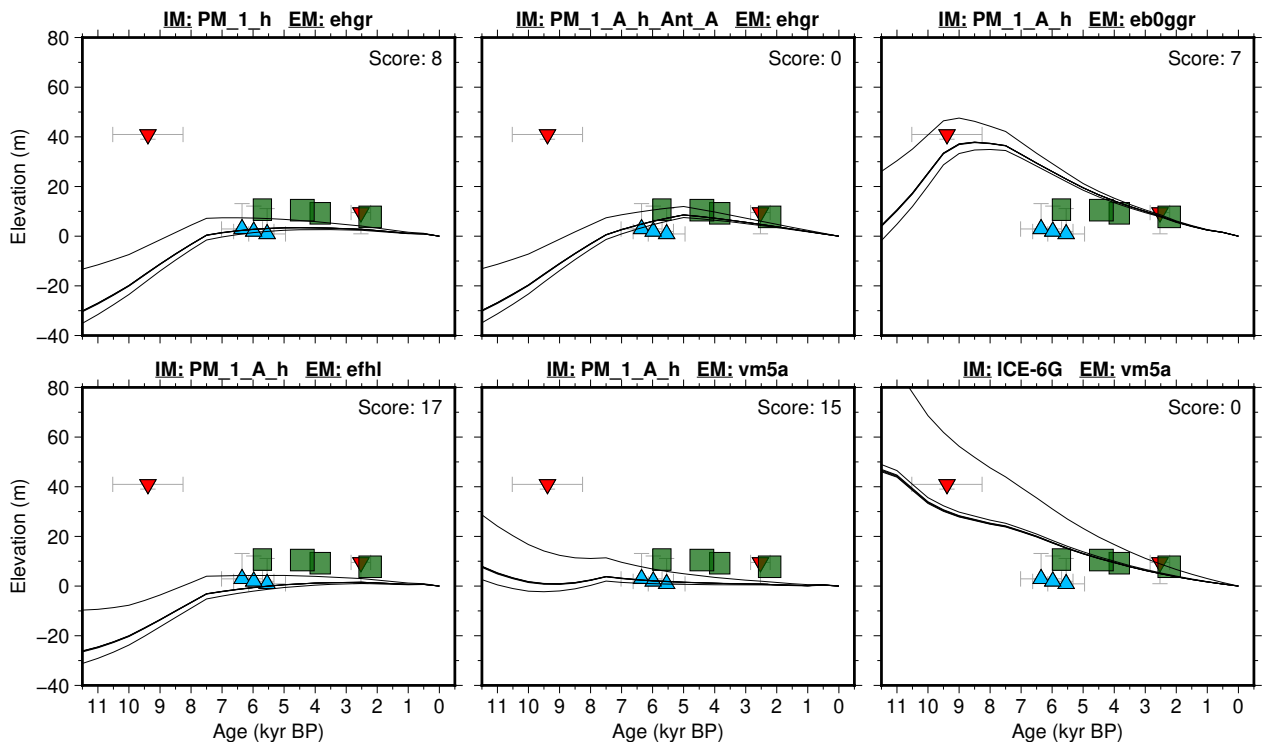 IM: PM_1_h EM: ehgr
IM: PM_1_A_h_Ant_A EM: ehgr
IM: PM_1_A_h EM: eb0ggr
80
60
40
20
0
−20
−40
Elevation (m)
Score: 8
Score: 0
Score: 7
IM: PM_1_A_h EM: efhl
IM: PM_1_A_h EM: vm5a
IM: ICE-6G EM: vm5a
80
60
40
20
0
−20
−40
Elevation (m)
Score: 17
Score: 15
Score: 0
11 10 9 8 7 6 5 4 3 2 1 0
11 10 9 8 7 6 5 4 3 2 1 0
11 10 9 8 7 6 5 4 3 2 1 0
Age (kyr BP)
Age (kyr BP)
Age (kyr BP)